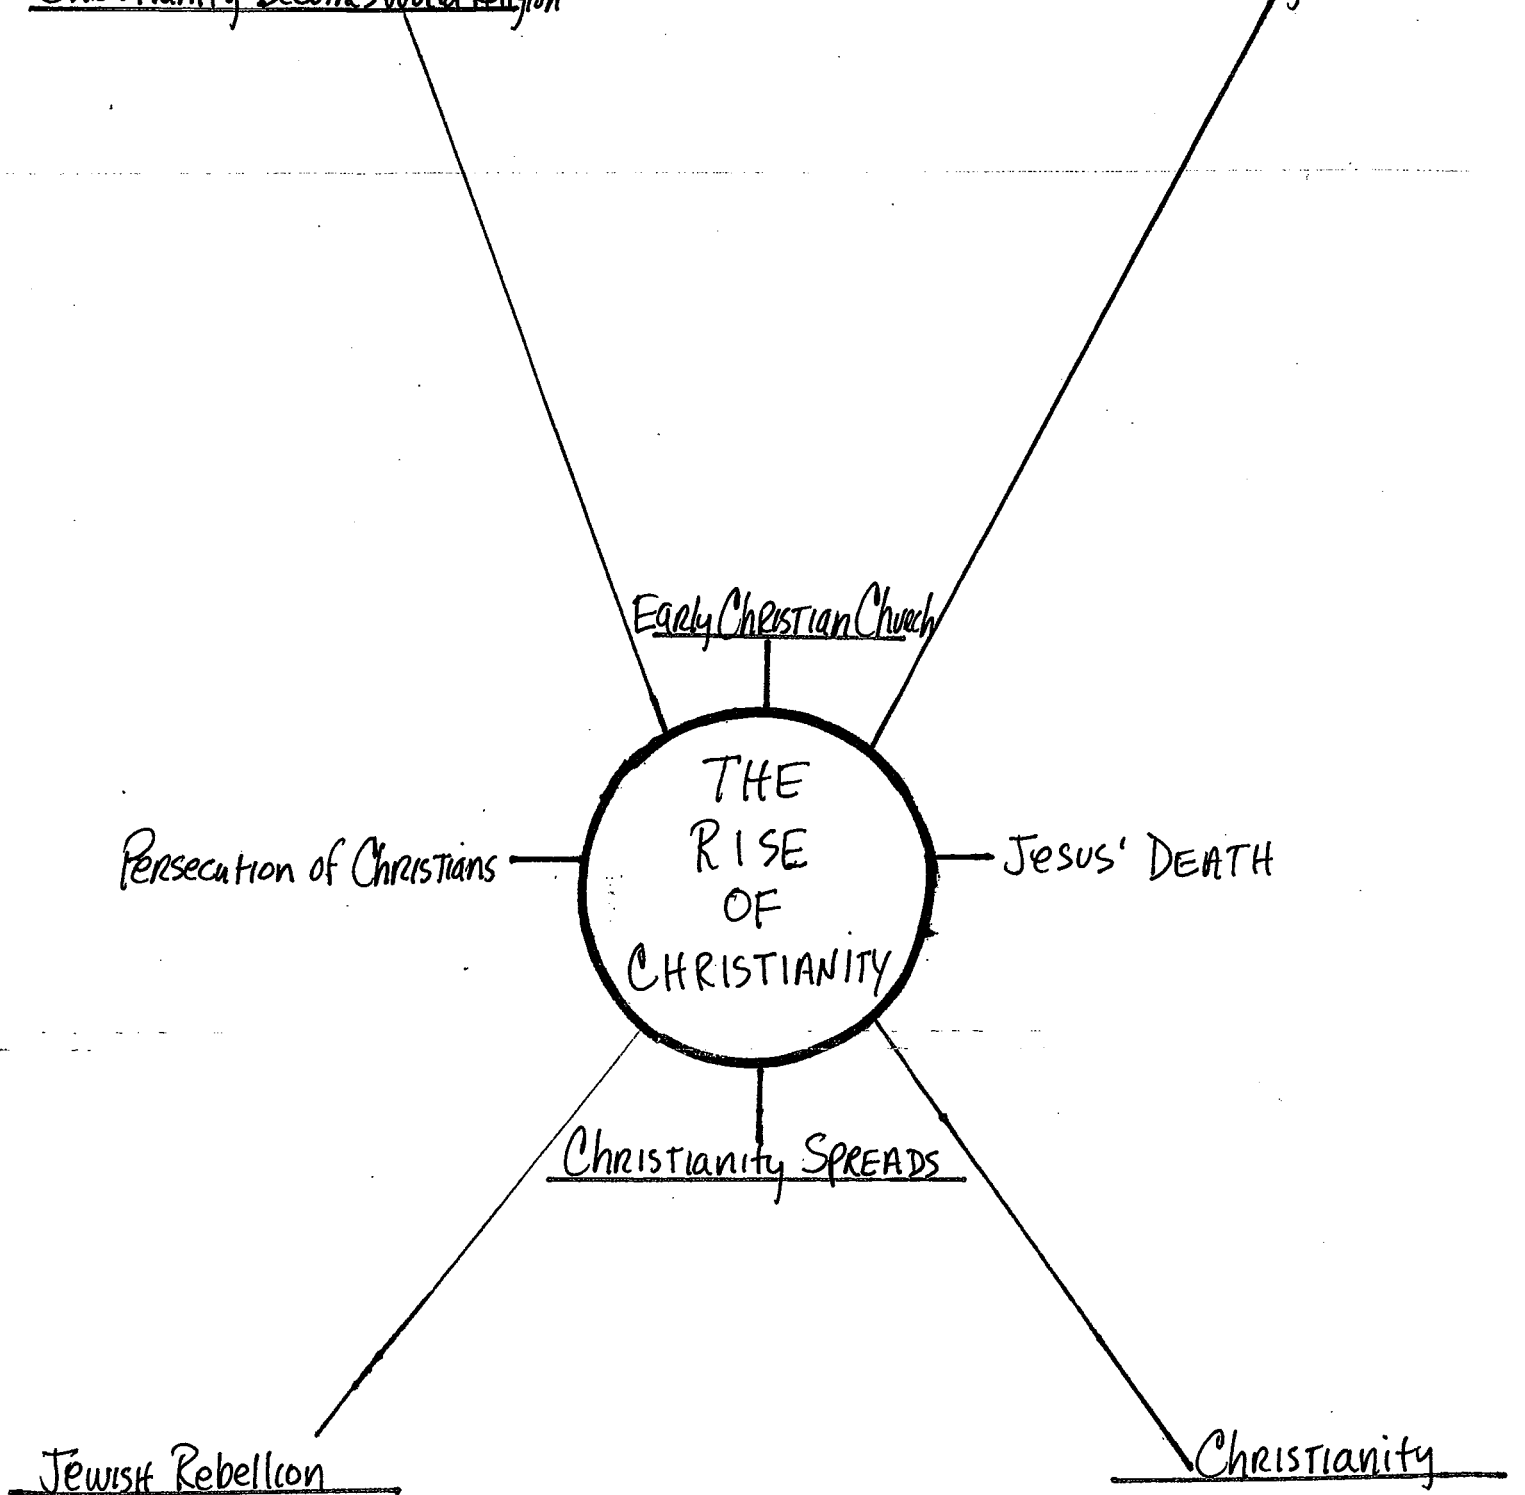 Christianity Becomes World Religion
Early Christian Church
THE
RISE
OF
CHRISTIANITY
Persecution of Christians
Jesus' DEATH
Christianity SPREADS
Jewish Rebellion
Christianity